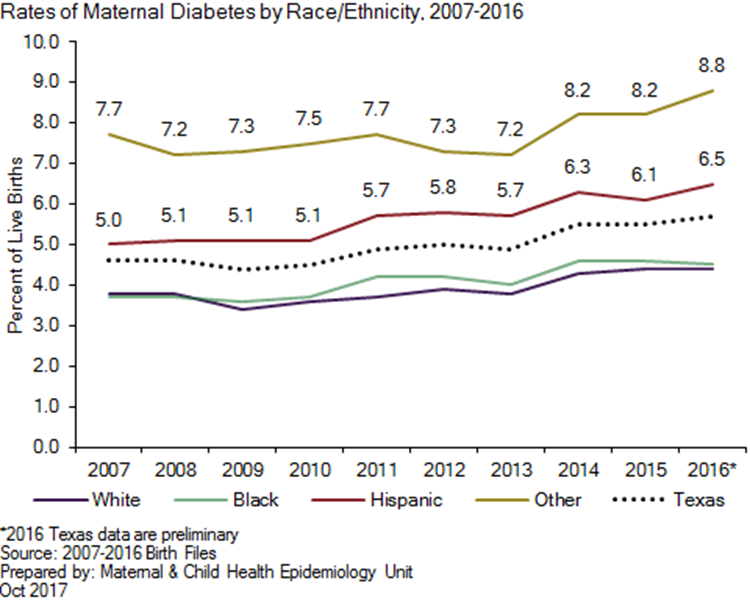 Rates of Maternal Diabetes by Race/Ethnicity, 2007-2016
Percent of Live Births
10.0
9.0
8.0
7.0
6.0
5.0
4.0
3.0
2.0
1.0
0.0
7.7 7.2 7.3 7.5 7.7 7.3 7.2 8.2 8.2 8.8
5.0 5.1 5.1 5.1 5.7 5.8 5.7 6.3 6.1 6.5
2007 2008 2009 2010 2011 2012 2013 2014 2015 2016*
White Black Hispanic Other Texas
*2016 Texas data are preliminary
Source: 2007-2016 Birth Files
Prepared by: Maternal & Child Health Epidemiology Unit
Oct 2017